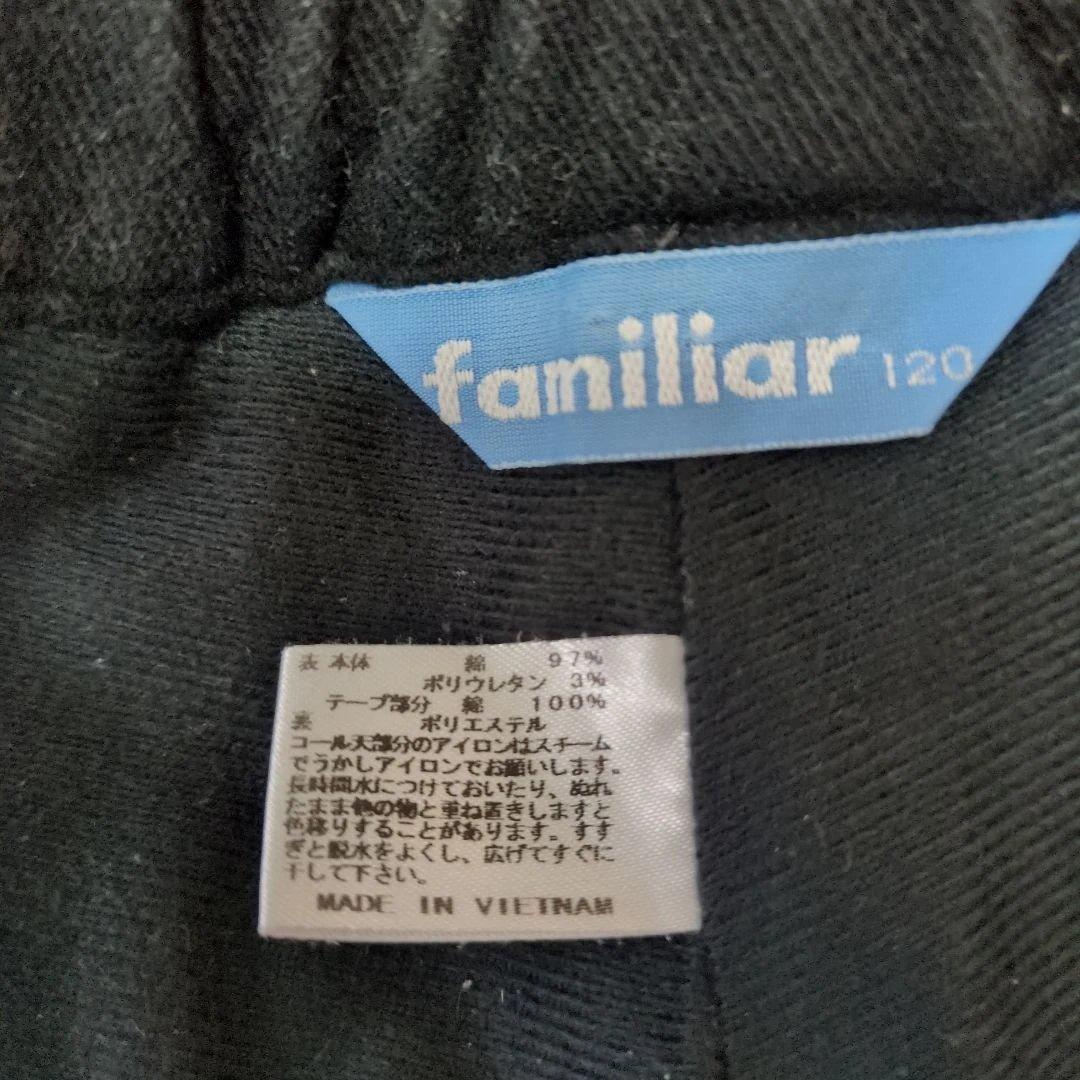 familiar 120
表 本体 綿 97%
ポリウレタン 3%
テープ部分 綿 100%
裏 ポリエステル
コール天部分のアイロンはスチーム
でうかしアイロンでお願いします。
長時間水につけておいたり、ぬれ
たまま他の物と重ね置きしますと
色移りすることがあります。すす
ぎと脱水をよくし、広げてすぐに
干して下さい。
MADE IN VIETNAM